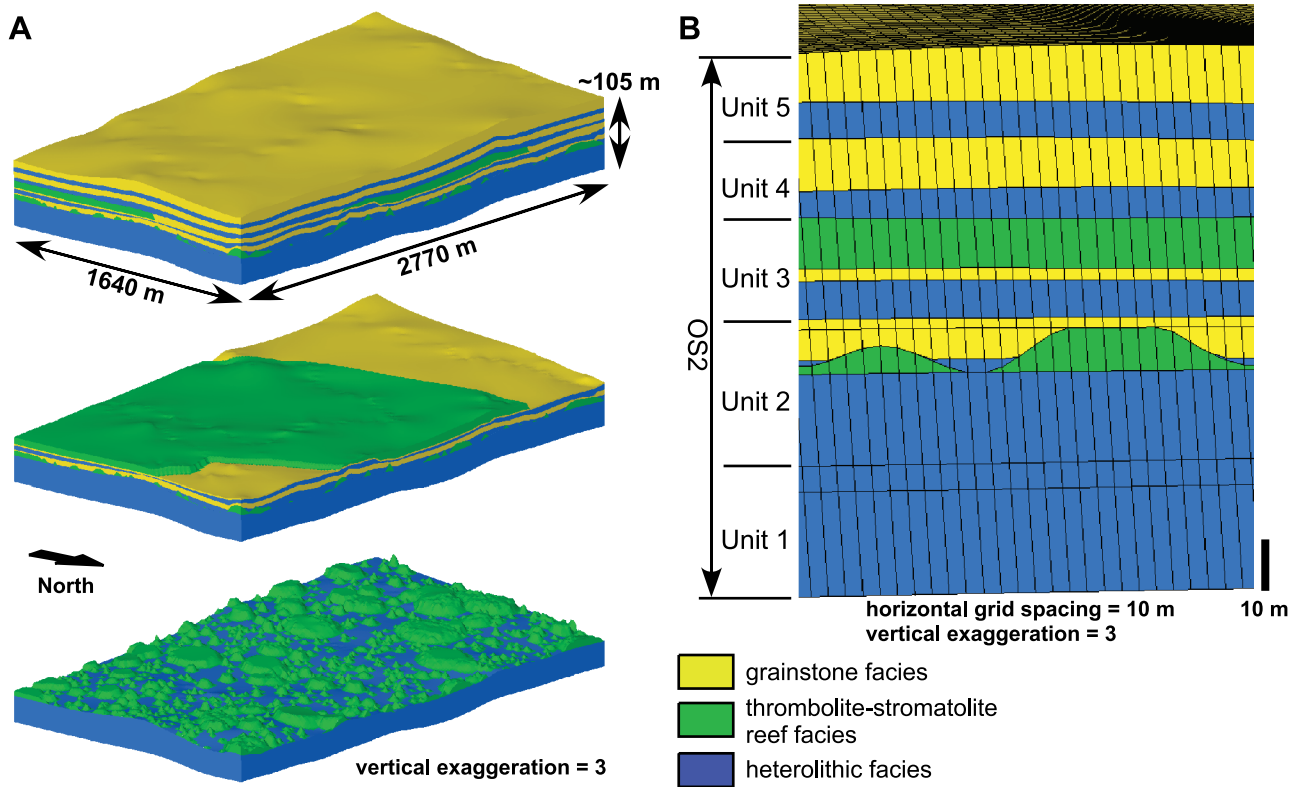 A
~105 m
1640 m
2770 m
North
vertical exaggeration = 3
B
OS2
Unit 5
Unit 4
Unit 3
Unit 2
Unit 1
horizontal grid spacing = 10 m
vertical exaggeration = 3
10 m
grainstone facies
thrombolite-stromatolite
reef facies
heterolithic facies